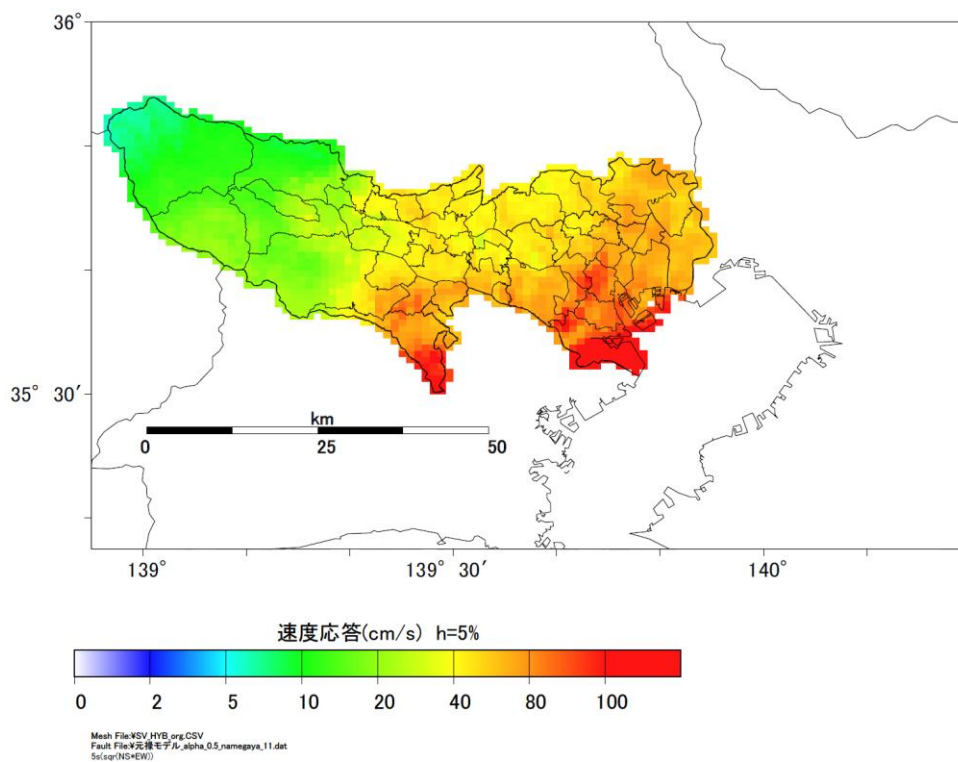 36°
35° 30′
km
0 25 50
139° 139° 30′ 140°
速度応答(cm/s) h=5%
0 2 5 10 20 40 80 100
Mesh File:¥SV_HYB_org.CSV
Fault File:¥元禄モデル_alpha_0.5_namegaya_11.dat
5s(sqr(NS*EW))